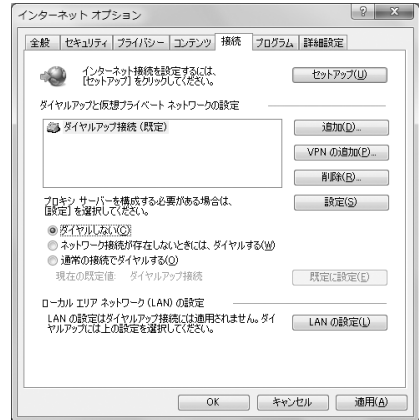 インターネット オプション
全般 セキュリティ プライバシー コンテンツ 接続 プログラム 詳細設定
インターネット接続を設定するには、
[セットアップ] をクリックしてください。
セットアップ(U)
ダイヤルアップと仮想プライベート ネットワークの設定
ダイヤルアップ接続 (既定)
追加(D)...
VPN の追加(P)...
削除(R)...
プロキシ サーバーを構成する必要がある場合は、
[設定] を選択してください。
設定(S)
ダイヤルしない(C)
ネットワーク接続が存在しないときには、ダイヤルする(W)
通常の接続でダイヤルする(O)
現在の既定値: ダイヤルアップ接続
既定に設定(E)
ローカル エリア ネットワーク (LAN) の設定
LAN の設定はダイヤルアップ接続には適用されません。ダイ
ヤルアップには上の設定を選択してください。
LAN の設定(L)
OK キャンセル 適用(A)